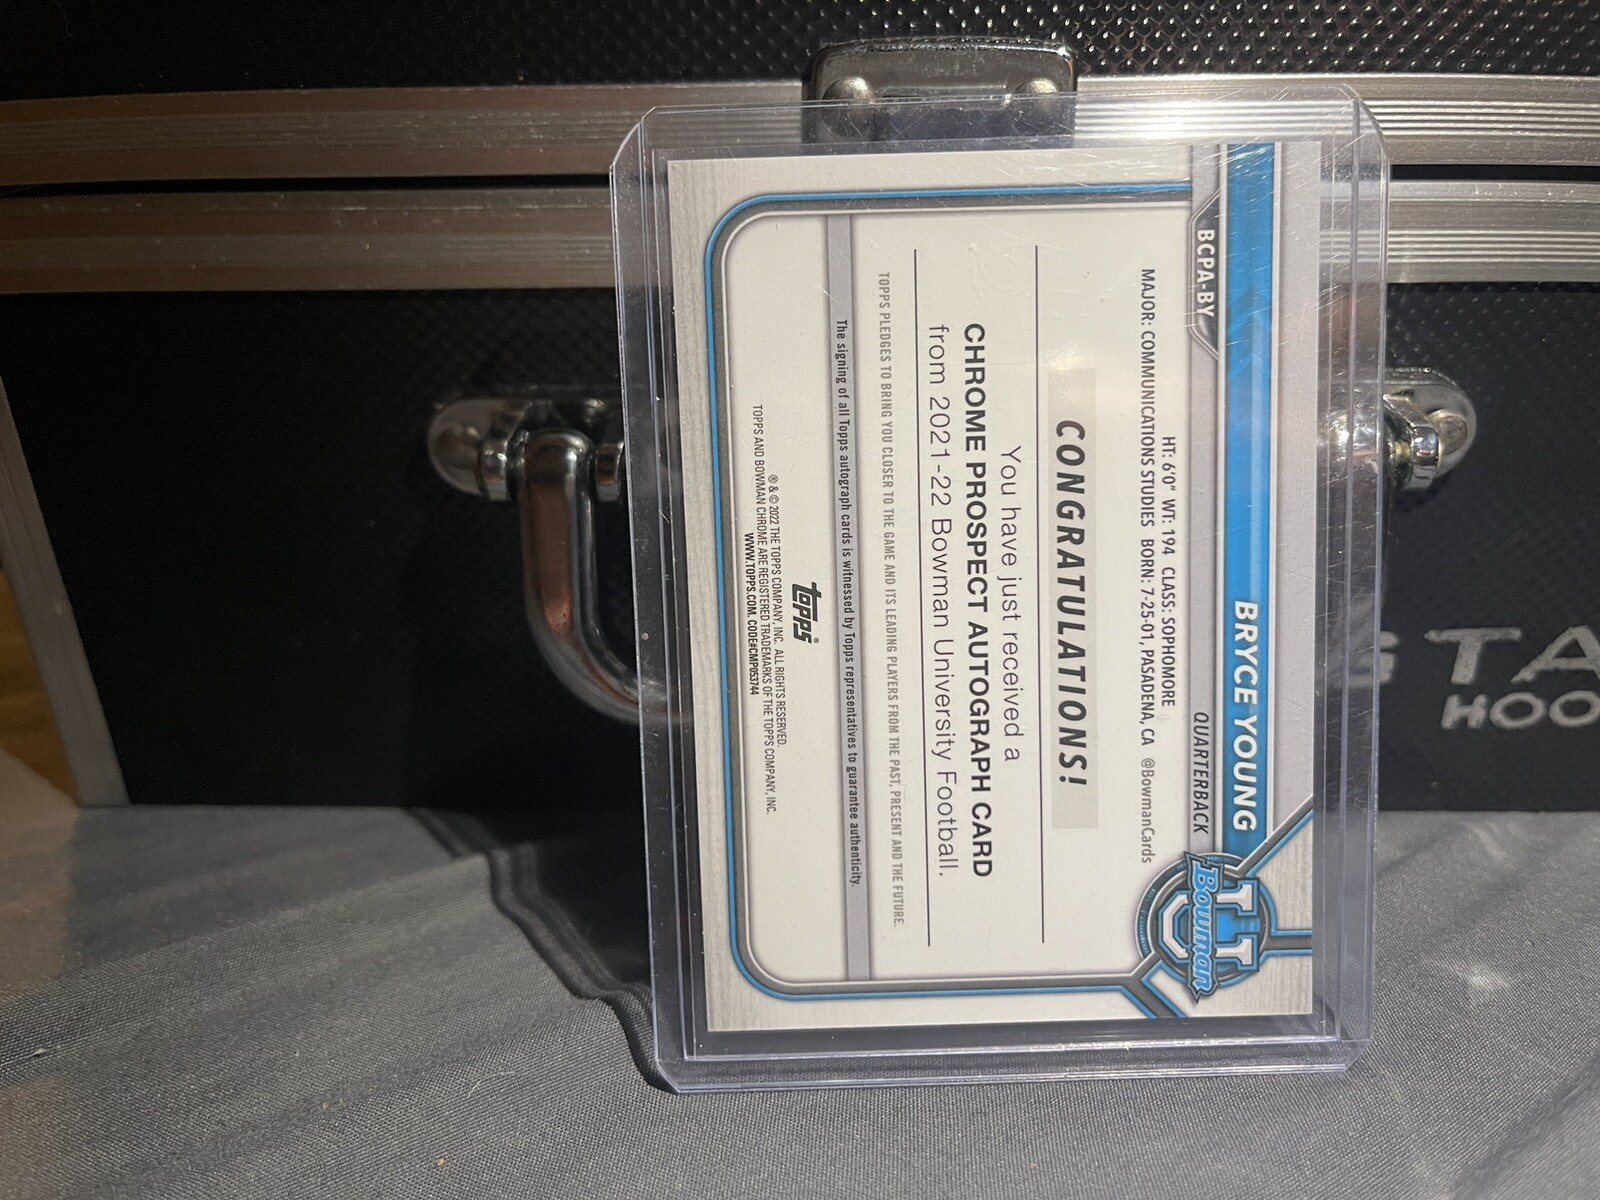 BRYCE YOUNG
BCPA-BY
QUARTERBACK
Bowman
U
HT: 6'0" WT: 194 CLASS: SOPHOMORE
MAJOR: COMMUNICATIONS STUDIES BORN: 7-25-01, PASADENA, CA @BowmanCards
CONGRATULATIONS!
You have just received a
CHROME PROSPECT AUTOGRAPH CARD
from 2021-22 Bowman University Football.
TOPPS PLEDGES TO BRING YOU CLOSER TO THE GAME AND ITS LEADING PLAYERS FROM THE PAST, PRESENT AND THE FUTURE.
The signing of all Topps autograph cards is witnessed by Topps representatives to guarantee authenticity.
topps®
® & © 2022 THE TOPPS COMPANY, INC. ALL RIGHTS RESERVED.
TOPPS AND BOWMAN CHROME ARE REGISTERED TRADEMARKS OF THE TOPPS COMPANY, INC.
WWW.TOPPS.COM. CODE#CMP053744